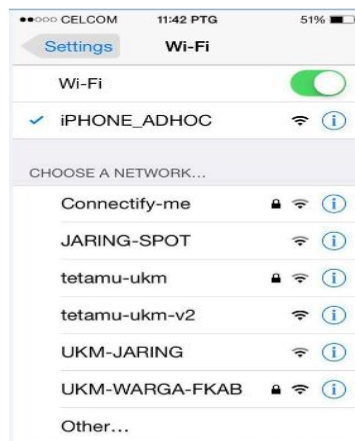 CELCOM 11:42 PTG 51%
Settings Wi-Fi
Wi-Fi
iPHONE_ADHOC
CHOOSE A NETWORK...
Connectify-me
JARING-SPOT
tetamu-ukm
tetamu-ukm-v2
UKM-JARING
UKM-WARGA-FKAB
Other...